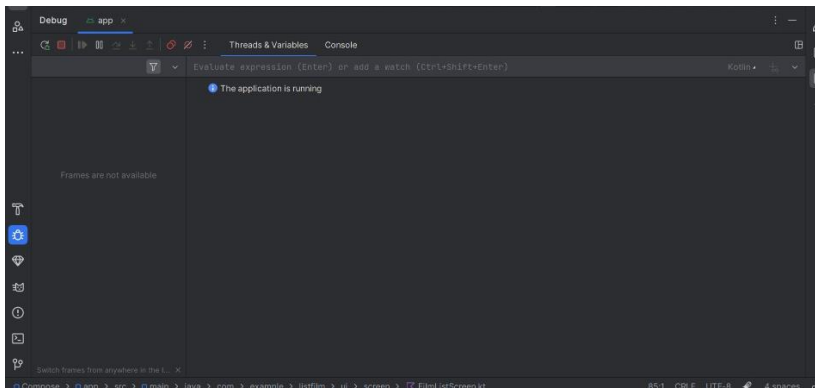 Debug app
Threads & Variables Console
Evaluate expression (Enter) or add a watch (Ctrl+Shift+Enter) Kotlin
The application is running
Frames are not available
Switch frames from anywhere in the t...
Compose > app > src > main > java > com > example > listfilm > ui > screen > FilmListScreen.kt 85:1 CRLF UTF-8 4 spaces